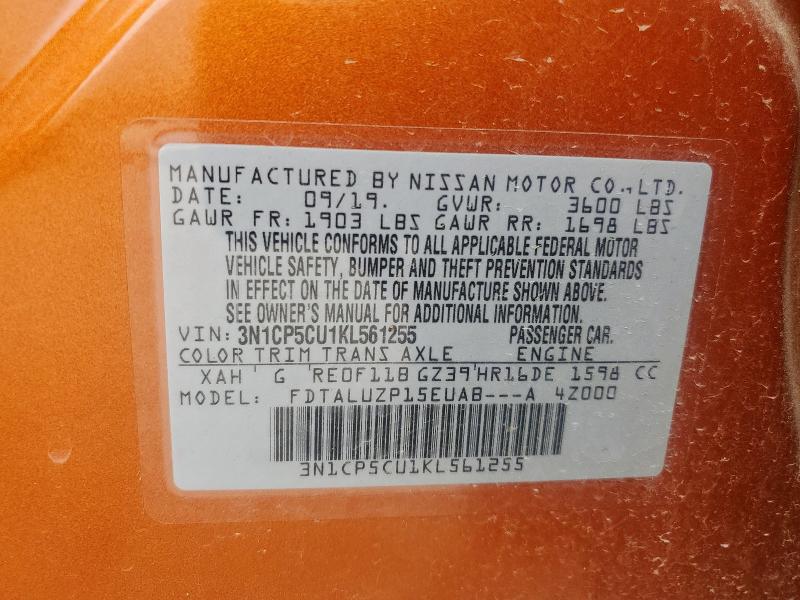 MANUFACTURED BY NISSAN MOTOR CO., LTD.
DATE: 09/19. GVWR: 3600 LBS
GAWR FR: 1903 LBS GAWR RR: 1698 LBS
THIS VEHICLE CONFORMS TO ALL APPLICABLE FEDERAL MOTOR
VEHICLE SAFETY, BUMPER AND THEFT PREVENTION STANDARDS
IN EFFECT ON THE DATE OF MANUFACTURE SHOWN ABOVE.
SEE OWNER'S MANUAL FOR ADDITIONAL INFORMATION.
VIN: 3N1CP5CU1KL561255 PASSENGER CAR.
COLOR TRIM TRANS AXLE ENGINE
XAH G RE0F11B GZ39 HR16DE 1598 CC
MODEL: FDTALUZP15EUAB---A 4Z000
3N1CP5CU1KL561255